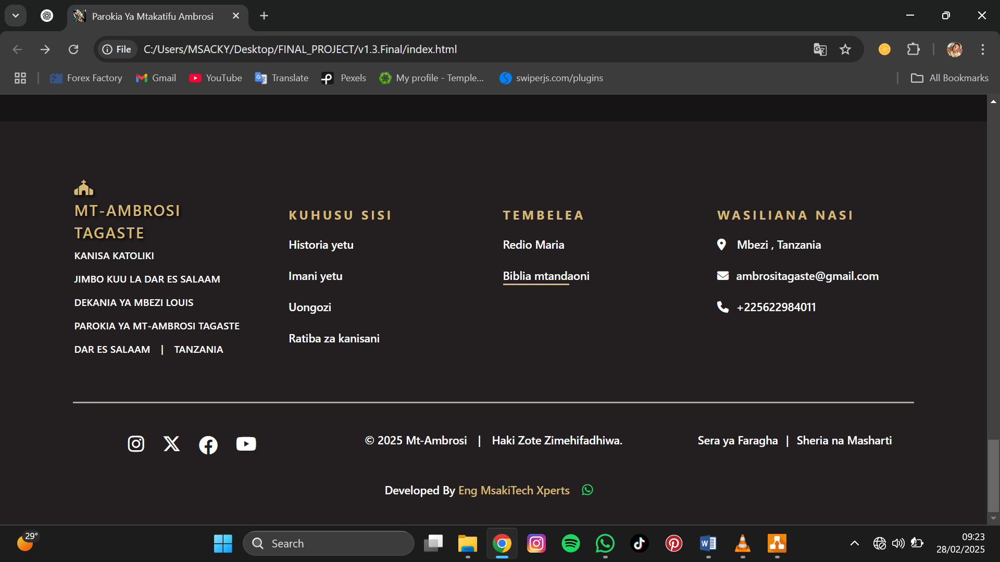 Parokia Ya Mtakatifu Ambrosi
File
C:/Users/MSACKY/Desktop/FINAL_PROJECT/v1.3.Final/index.html
Forex Factory
Gmail
YouTube
Translate
Pexels
My profile - Temple...
swiperjs.com/plugins
All Bookmarks
MT-AMBROSI
TAGASTE
KANISA KATOLIKI
JIMBO KUU LA DAR ES SALAAM
DEKANIA YA MBEZI LOUIS
PAROKIA YA MT-AMBROSI TAGASTE
DAR ES SALAAM | TANZANIA
KUHUSU SISI
Historia yetu
Imani yetu
Uongozi
Ratiba za kanisani
TEMBELEA
Redio Maria
Biblia mtandaoni
WASILIANA NASI
Mbezi , Tanzania
ambrositagaste@gmail.com
+225622984011
© 2025 Mt-Ambrosi | Haki Zote Zimehifadhiwa.
Sera ya Faragha | Sheria na Masharti
Developed By Eng MsakiTech Xperts
29°
Search
09:23
28/02/2025